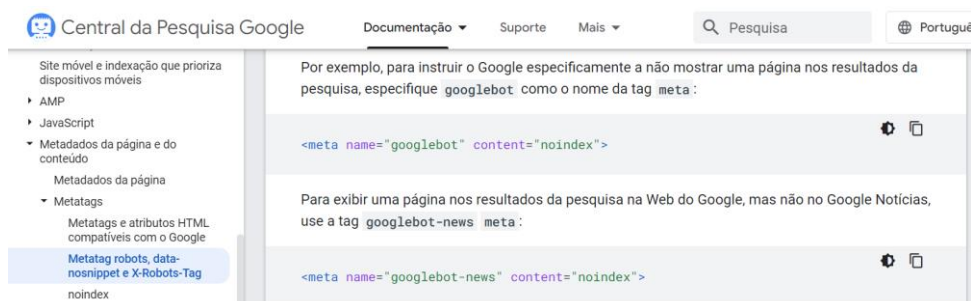 Central da Pesquisa Google
Documentação
Suporte
Mais
Pesquisa
Site móvel e indexação que prioriza
dispositivos móveis
AMP
JavaScript
Metadados da página e do
conteúdo
Metadados da página
Metatags
Metatags e atributos HTML
compatíveis com o Google
Metatag robots, data-
nosnippet e X-Robots-Tag
noindex
Por exemplo, para instruir o Google especificamente a não mostrar uma página nos resultados da
pesquisa, especifique googlebot como o nome da tag meta :
<meta name="googlebot" content="noindex">
Para exibir uma página nos resultados da pesquisa na Web do Google, mas não no Google Notícias,
use a tag googlebot-news meta :
<meta name="googlebot-news" content="noindex">